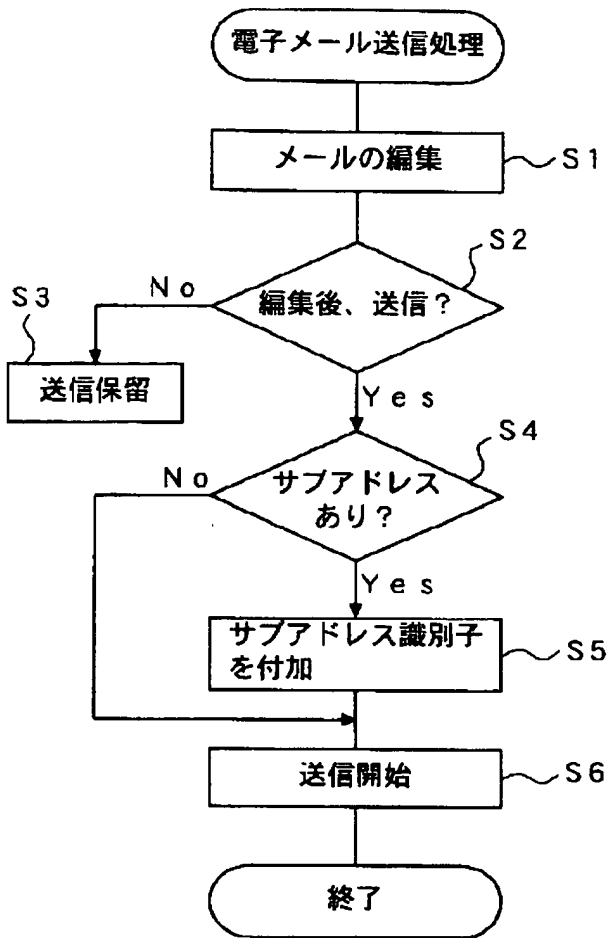 電子メール送信処理
メールの編集
S1
S2
編集後、送信?
No
S3
送信保留
Yes
S4
No
サブアドレス
あり?
Yes
サブアドレス識別子
を付加
S5
送信開始
S6
終了